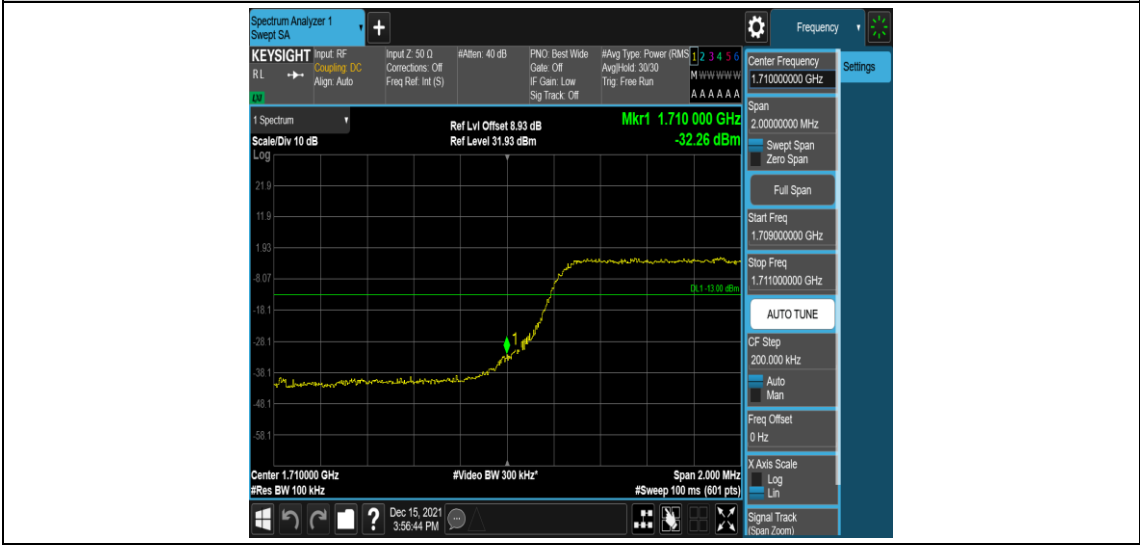 Spectrum Analyzer 1
Swept SA
+
Frequency
KEYSIGHT
RL
LM
Input: RF
Coupling: DC
Align: Auto
Input Z: 50 Ω
Corrections: Off
Freq Ref: Int (S)
#Atten: 40 dB
PNO: Best Wide
Gate: Off
IF Gain: Low
Sig Track: Off
#Avg Type: Power (RMS
Avg|Hold: 30/30
Trig: Free Run
1 2 3 4 5 6
M W W W W W
A A A A A A
1 Spectrum
Scale/Div 10 dB
Log
Ref Lvl Offset 8.93 dB
Ref Level 31.93 dBm
Mkr1 1.710 000 GHz
-32.26 dBm
21.9
11.9
1.93
-8.07
-18.1
-28.1
-38.1
-48.1
-58.1
DL1 -13.00 dBm
1
Center 1.710000 GHz
#Res BW 100 kHz
#Video BW 300 kHz*
Span 2.000 MHz
#Sweep 100 ms (601 pts)
?
Dec 15, 2021
3:56:44 PM
Center Frequency
1.710000000 GHz
Span
2.00000000 MHz
Swept Span
Zero Span
Full Span
Start Freq
1.709000000 GHz
Stop Freq
1.711000000 GHz
AUTO TUNE
CF Step
200.000 kHz
Auto
Man
Freq Offset
0 Hz
X Axis Scale
Log
Lin
Signal Track
(Span Zoom)
Settings